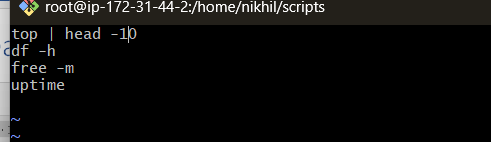 root@ip-172-31-44-2:/home/nikhil/scripts
top | head -10
df -h
free -m
uptime
~
~